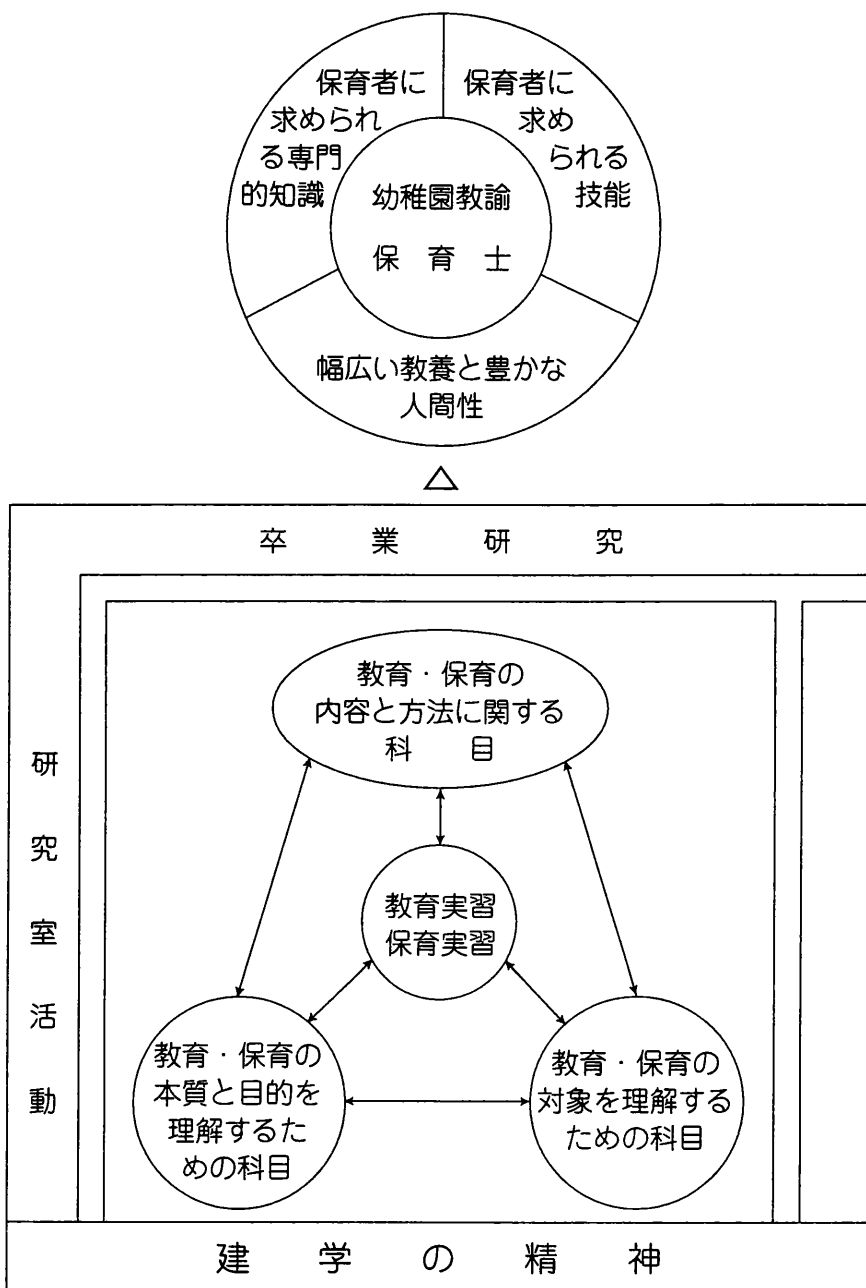 保育者に
求められ
る専門
的知識
保育者に
求め
られる
技能
幼稚園教諭
保育士
幅広い教養と豊かな
人間性
卒業研究
研究室活動
教育・保育の
内容と方法に関する
科目
教育実習
保育実習
教育・保育の
本質と目的を
理解するた
めの科目
教育・保育の
対象を理解する
ための科目
建学の精神